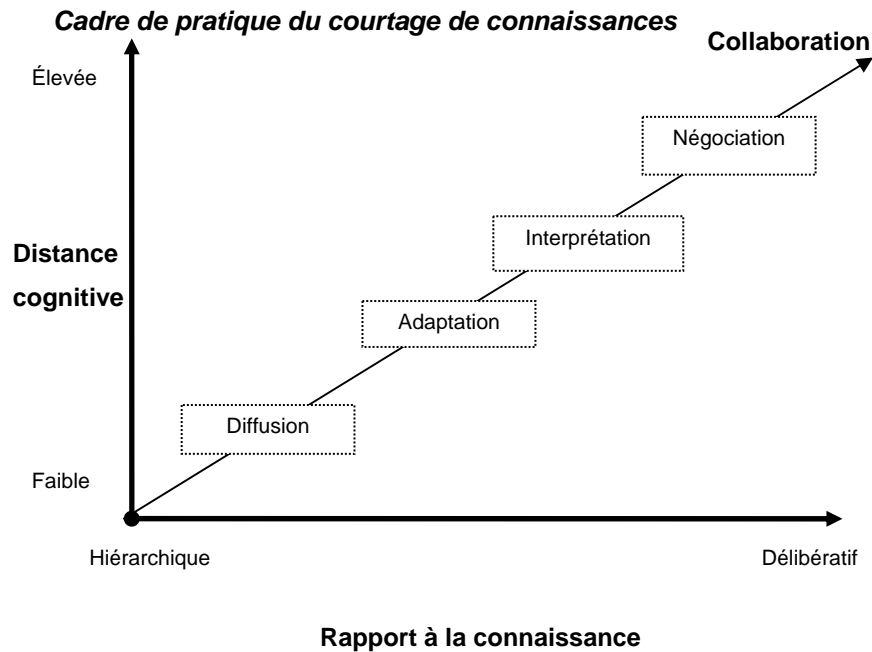 Cadre de pratique du courtage de connaissances
Collaboration
Élevée
Négociation
Interprétation
Distance
cognitive
Adaptation
Diffusion
Faible
Hiérarchique
Délibératif
Rapport à la connaissance